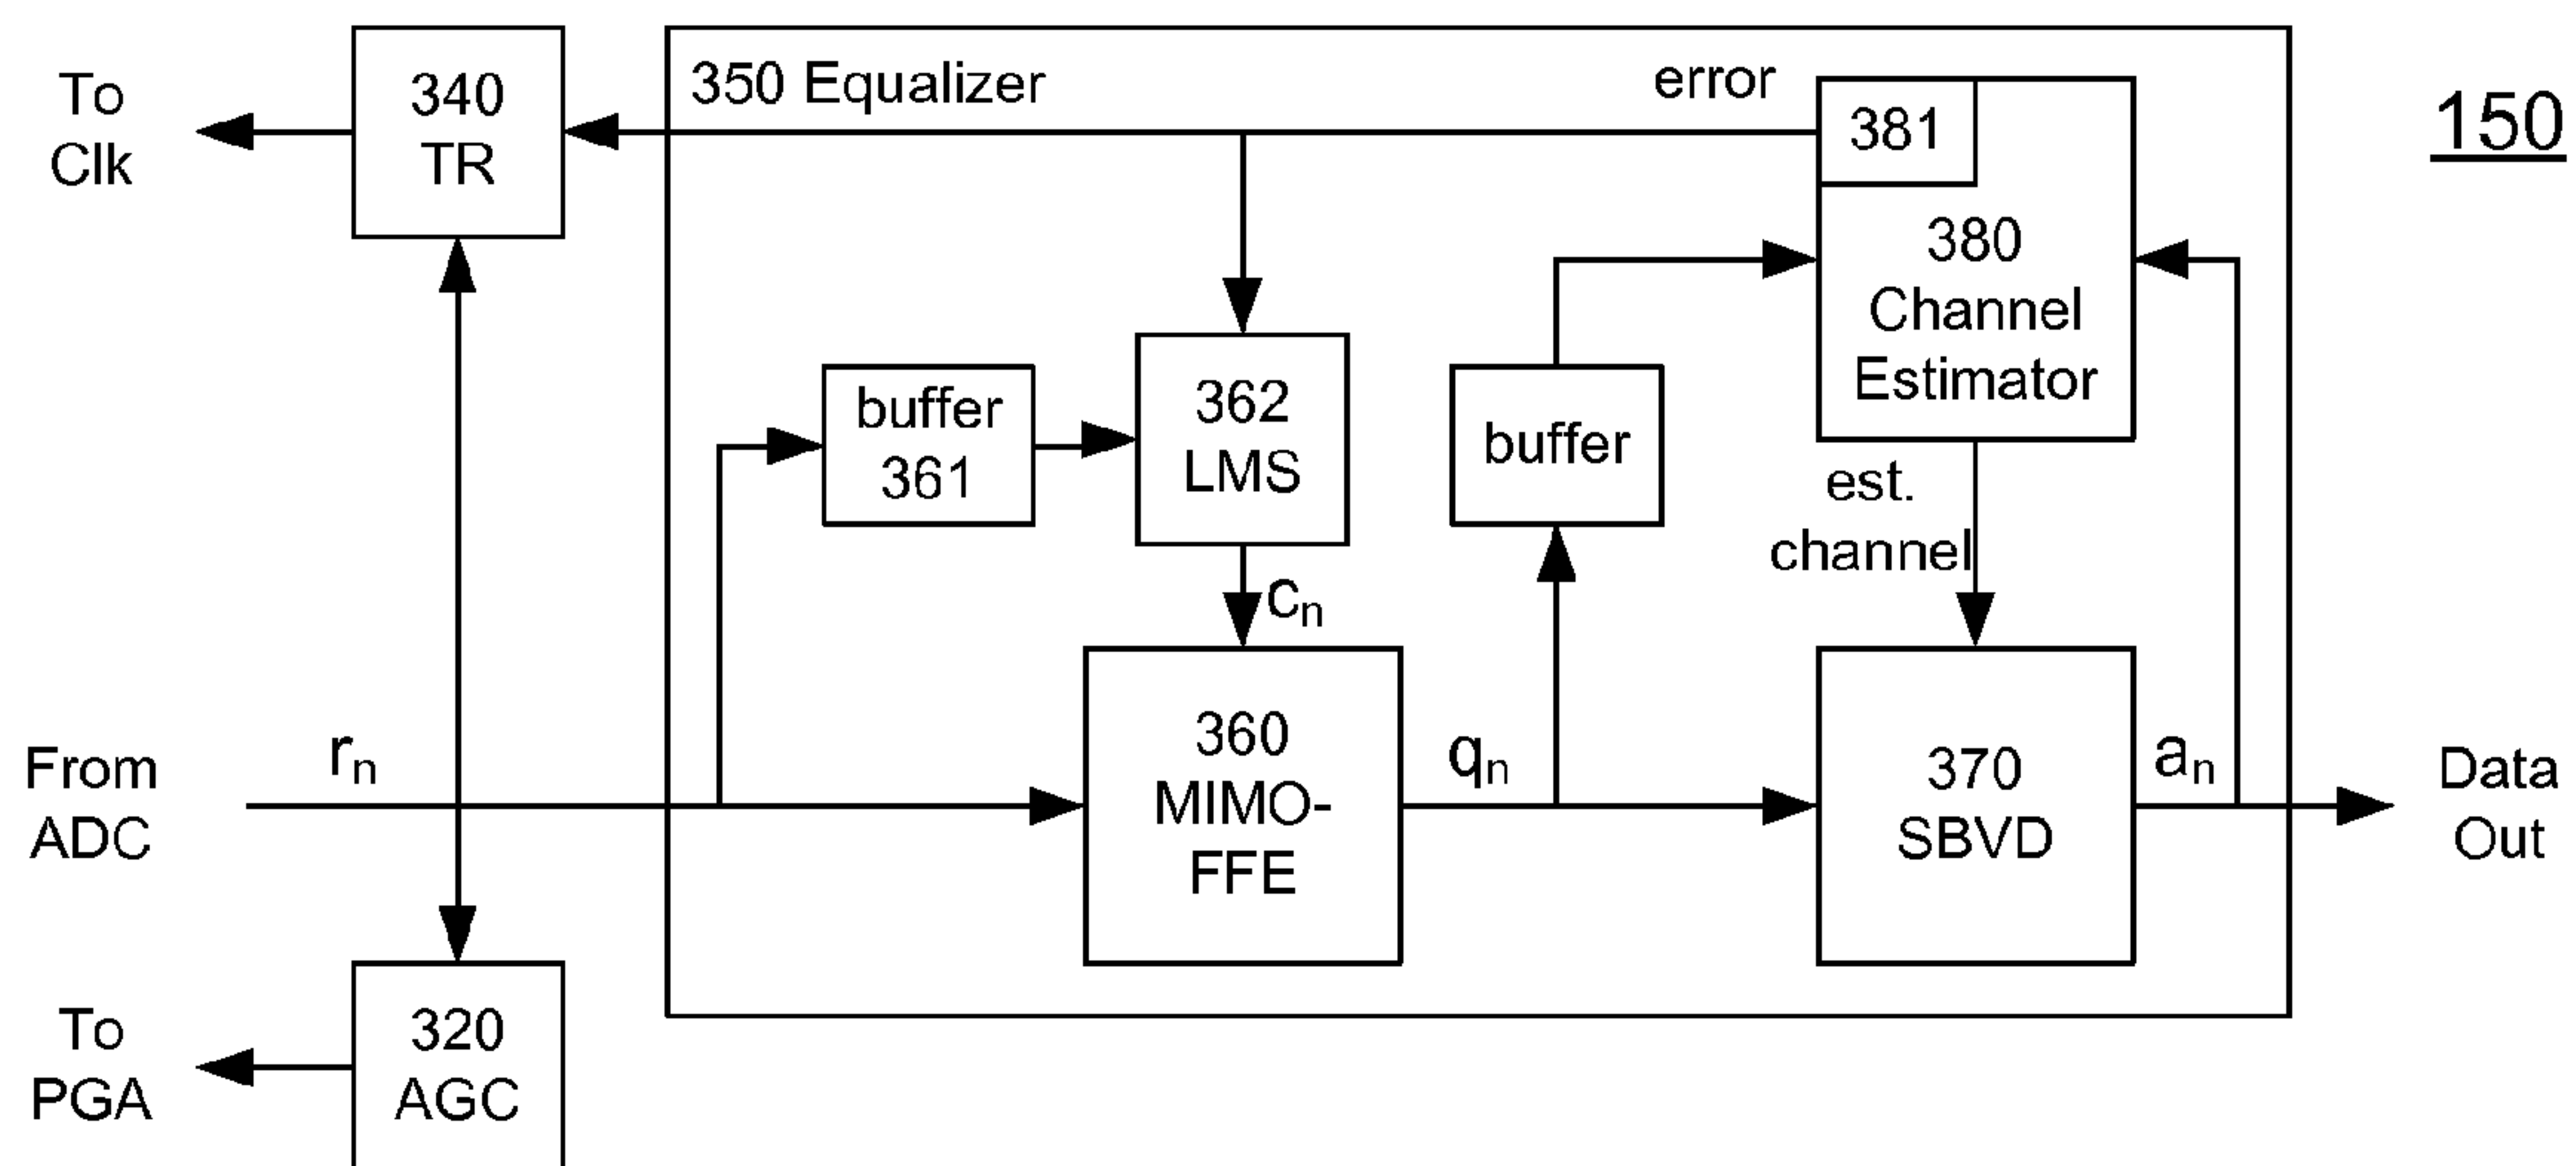 To
Clk
340
TR
350 Equalizer
error
381
150
380
Channel
Estimator
buffer
361
362
LMS
buffer
est.
channel
cₙ
From
ADC
rₙ
360
MIMO-
FFE
qₙ
370
SBVD
aₙ
Data
Out
To
PGA
320
AGC